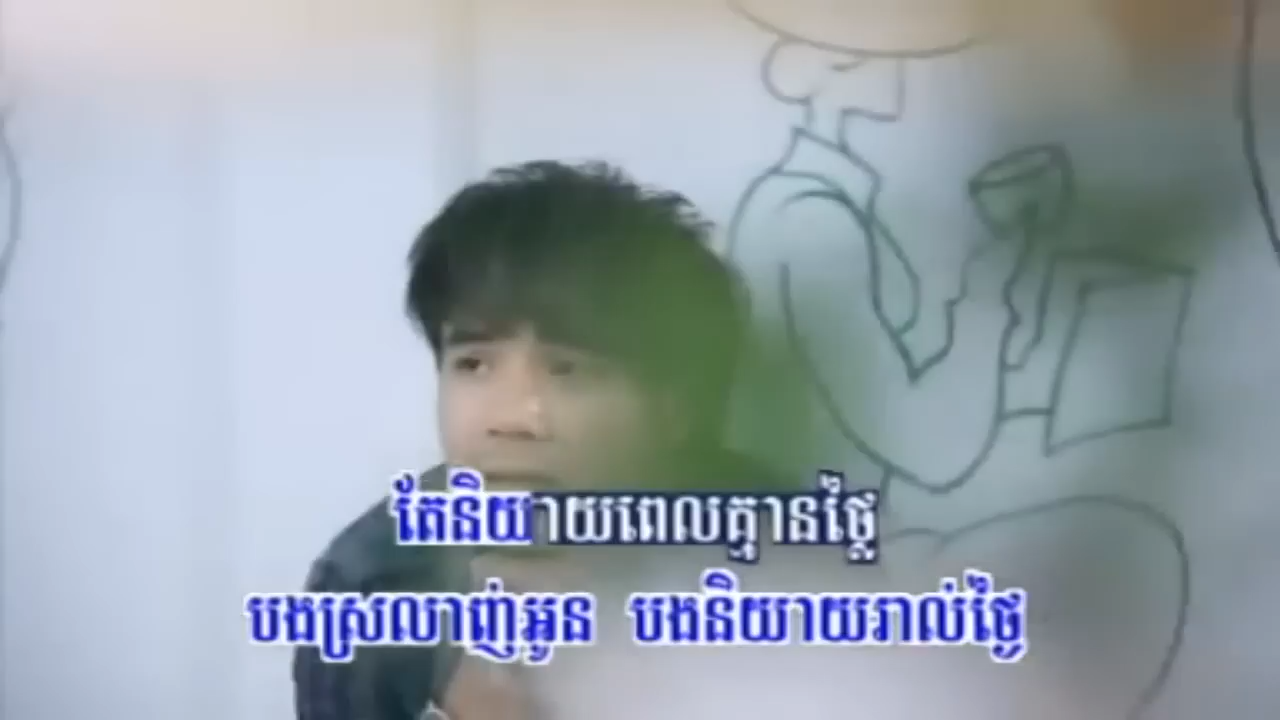 តែនិយាយពេលគ្មានថ្លៃ
បងស្រលាញ់អូន បងនិយាយរាល់ថ្ងៃ